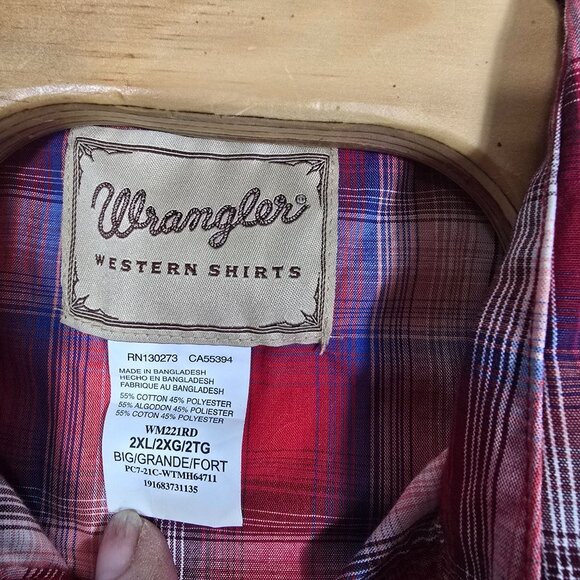 Wrangler®
WESTERN SHIRTS
RN130273 CA55394
MADE IN BANGLADESH
HECHO EN BANGLADESH
FABRIQUE AU BANGLADESH
55% COTTON 45% POLYESTER
55% ALGODON 45% POLIESTER
55% COTON 45% POLYESTER
WM221RD
2XL/2XG/2TG
BIG/GRANDE/FORT
PC7-21C-WTMH64711
191683731135